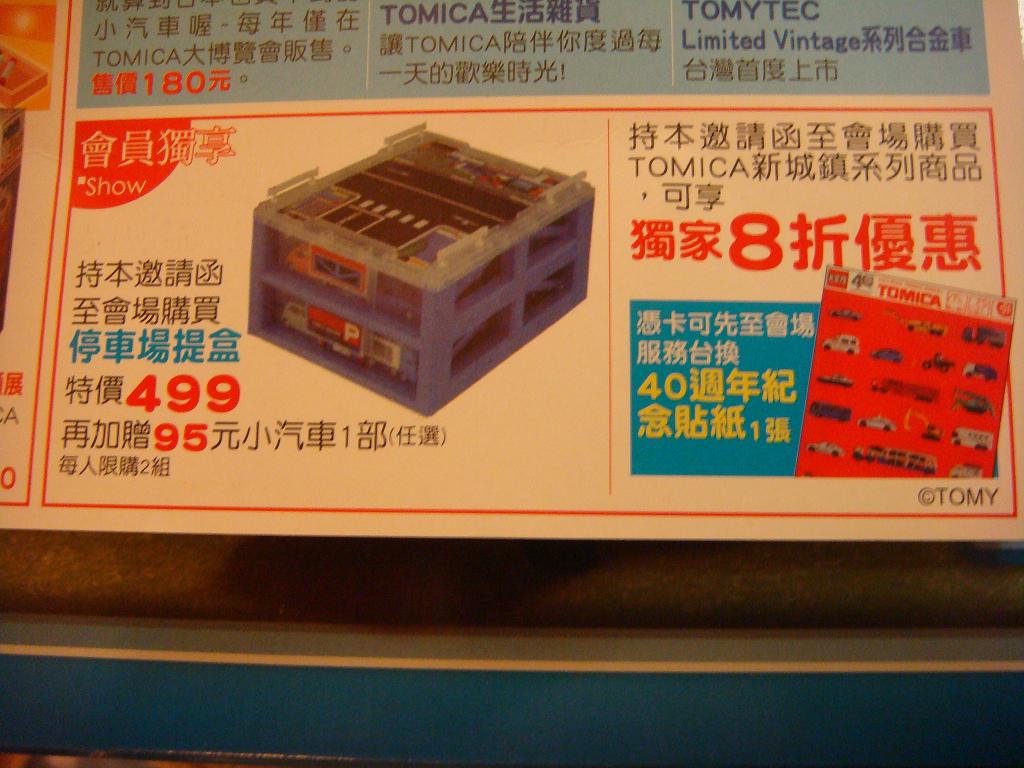 小汽車喔,每年僅在
TOMICA大博覽會販售。
售價180元。
TOMICA生活雜貨
讓TOMICA陪伴你度過每
一天的歡樂時光!
TOMYTEC
Limited Vintage系列合金車
台灣首度上市
會員獨享
Show
持本邀請函
至會場購買
停車場提盒
特價499
再加贈95元小汽車1部(任選)
每人限購2組
P
持本邀請函至會場購買
TOMICA新城鎮系列商品
，可享
獨家8折優惠
憑卡可先至會場
服務台換
40週年紀
念貼紙1張
TOMICA
©TOMY
展
CA
0